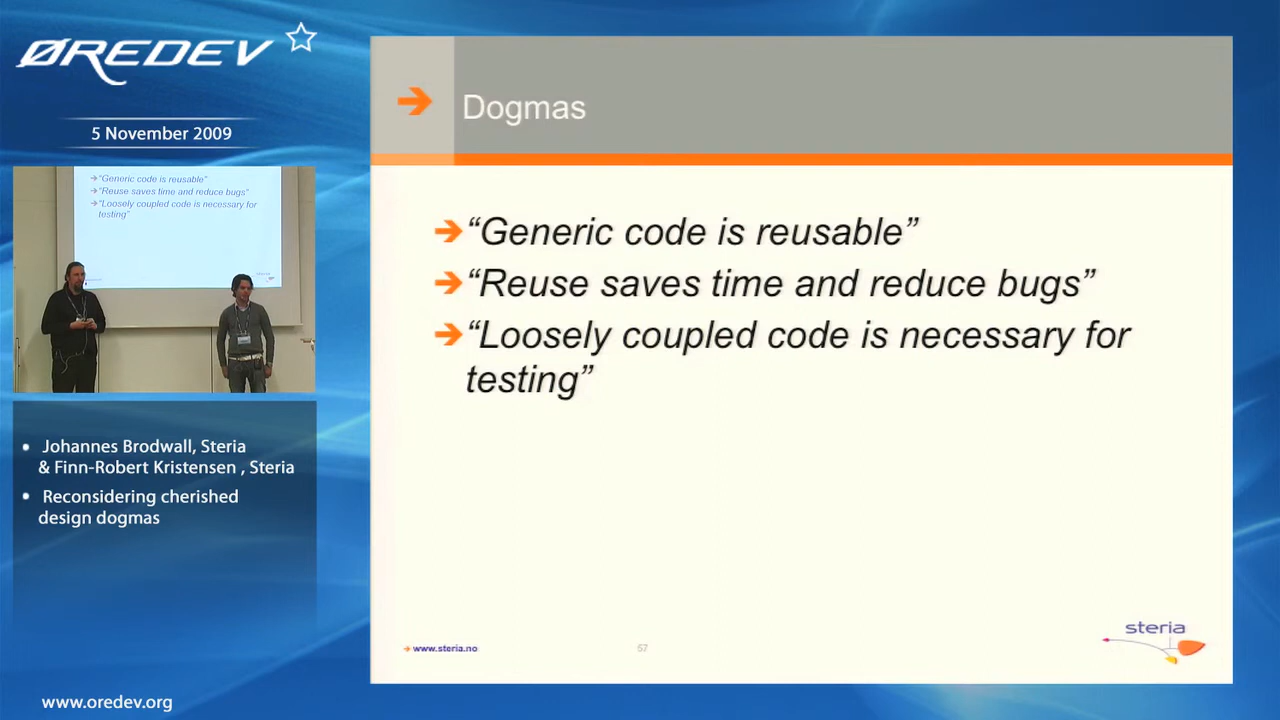 ØREDEV
5 November 2009
➔"Generic code is reusable"
➔"Reuse saves time and reduce bugs"
➔"Loosely coupled code is necessary for
testing"
• Johannes Brodwall, Steria
& Finn-Robert Kristensen , Steria
• Reconsidering cherished
design dogmas
www.oredev.org
Dogmas
➔“Generic code is reusable”
➔“Reuse saves time and reduce bugs”
➔“Loosely coupled code is necessary for
testing”
➔ www.steria.no
57
steria